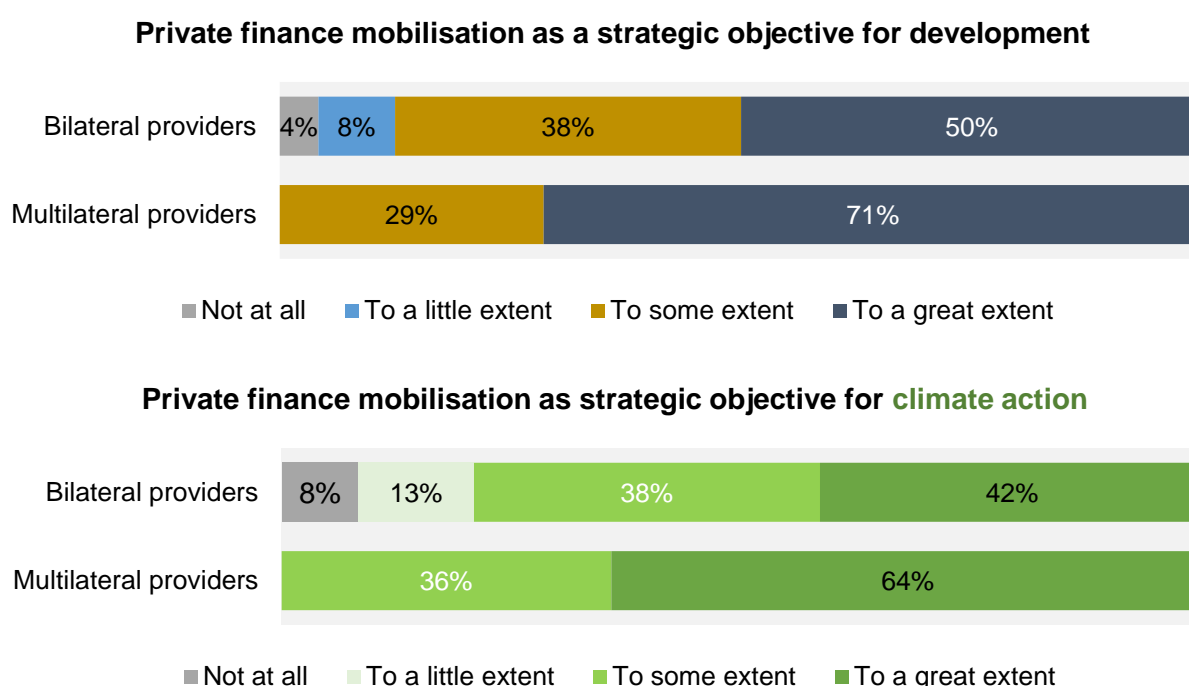 Private finance mobilisation as a strategic objective for development
Bilateral providers 4% 8% 38% 50%
Multilateral providers 29% 71%
Not at all To a little extent To some extent To a great extent
Private finance mobilisation as strategic objective for climate action
Bilateral providers 8% 13% 38% 42%
Multilateral providers 36% 64%
Not at all To a little extent To some extent To a great extent